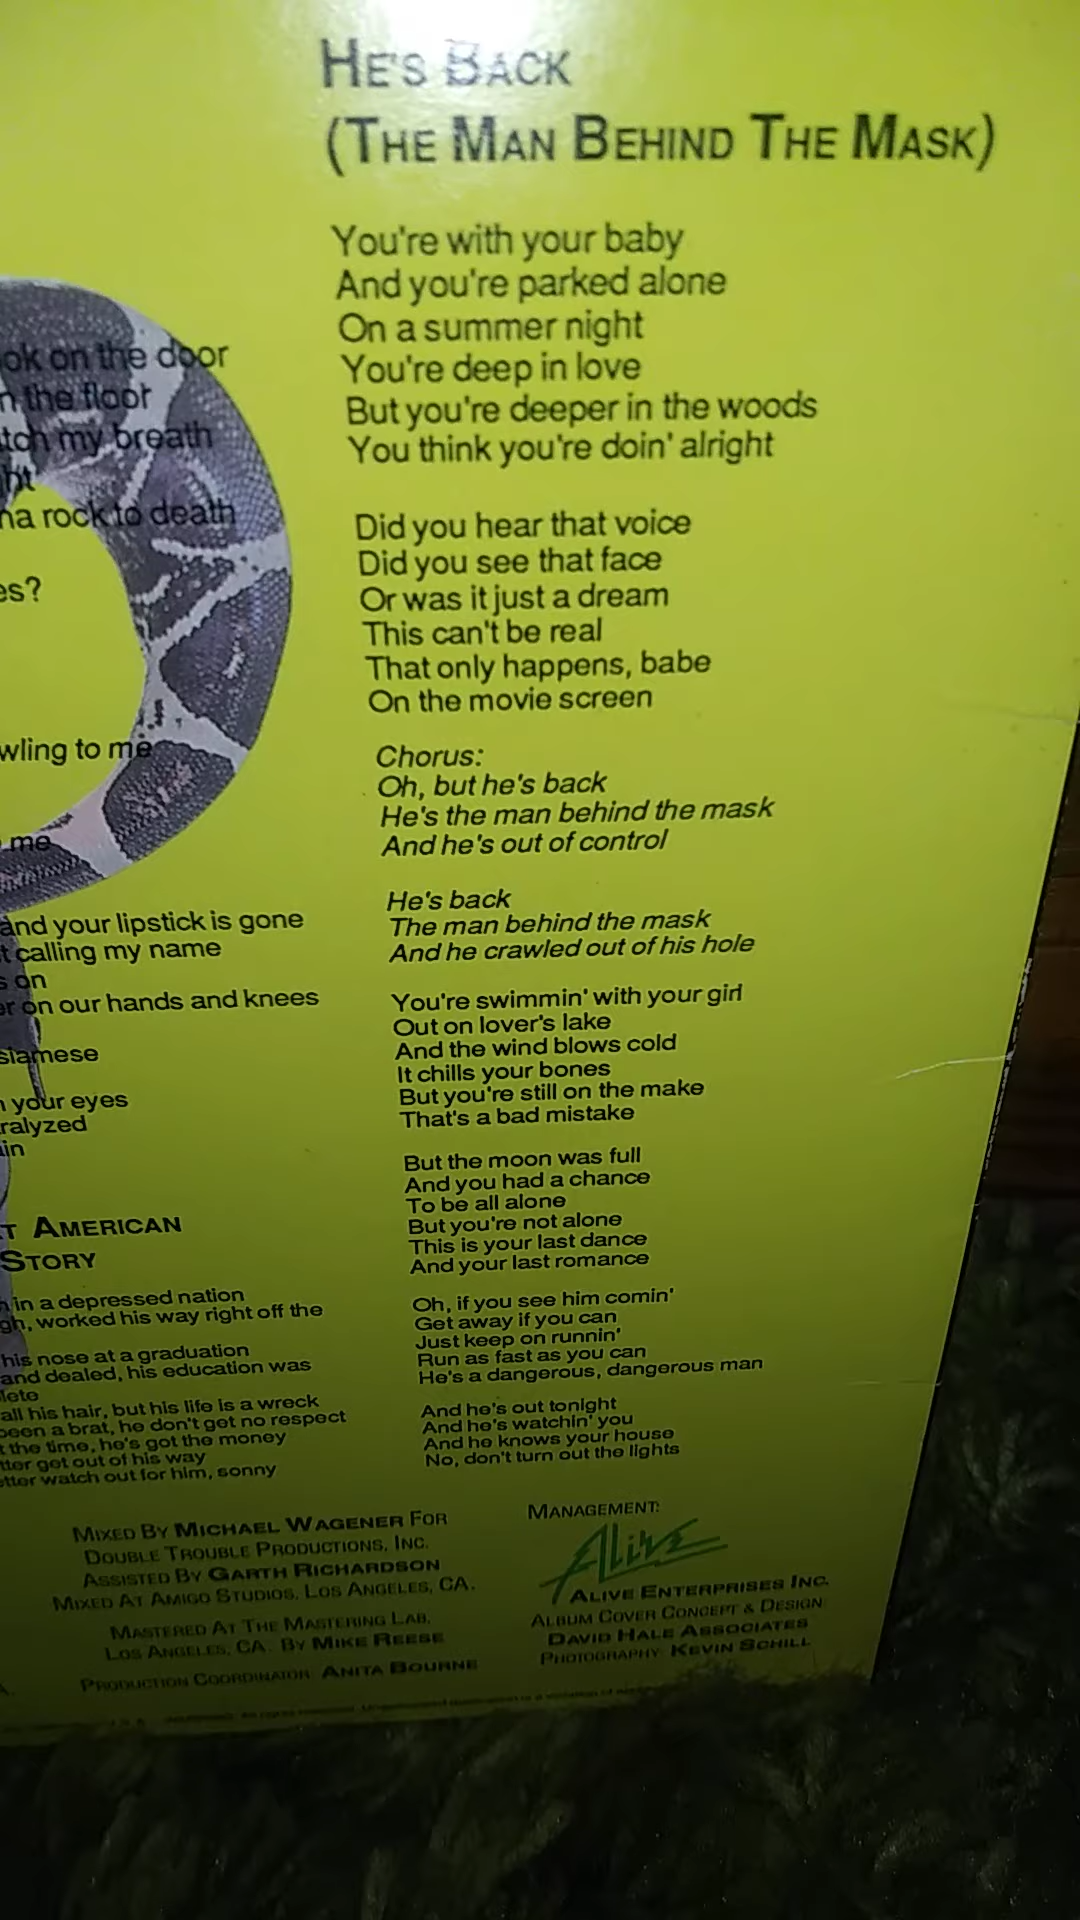 HE'S BACK
(THE MAN BEHIND THE MASK)
You're with your baby
And you're parked alone
On a summer night
You're deep in love
But you're deeper in the woods
You think you're doin' alright
Did you hear that voice
Did you see that face
Or was it just a dream
This can't be real
That only happens, babe
On the movie screen
Chorus:
Oh, but he's back
He's the man behind the mask
And he's out of control
He's back
The man behind the mask
And he crawled out of his hole
You're swimmin' with your girl
Out on lover's lake
And the wind blows cold
It chills your bones
But you're still on the make
That's a bad mistake
But the moon was full
And you had a chance
To be all alone
But you're not alone
This is your last dance
And your last romance
Oh, if you see him comin'
Get away if you can
Just keep on runnin'
Run as fast as you can
He's a dangerous, dangerous man
And he's out tonight
And he's watchin' you
And he knows your house
No, don't turn out the lights
on the door
the floor
my breath
rock to death
to me
me
and your lipstick is gone
calling my name
on
on our hands and knees
siamese
your eyes
AMERICAN
STORY
in a depressed nation
worked his way right off the
his nose at a graduation
and dealed, his education was
all his hair, but his life is a wreck
been a brat, he don't get no respect
the time, he's got the money
get out of his way
watch out for him, sonny
MIXED BY MICHAEL WAGENER FOR
DOUBLE TROUBLE PRODUCTIONS, INC.
ASSISTED BY GARTH RICHARDSON
MIXED AT AMIGO STUDIOS, LOS ANGELES, CA.
MASTERED AT THE MASTERING LAB,
LOS ANGELES, CA. BY MIKE REESE
PRODUCTION COORDINATOR: ANITA BOURNE
MANAGEMENT:
Alive
ALIVE ENTERPRISES INC.
ALBUM COVER CONCEPT & DESIGN:
DAVID HALE ASSOCIATES
PHOTOGRAPHY: KEVIN SCHILL